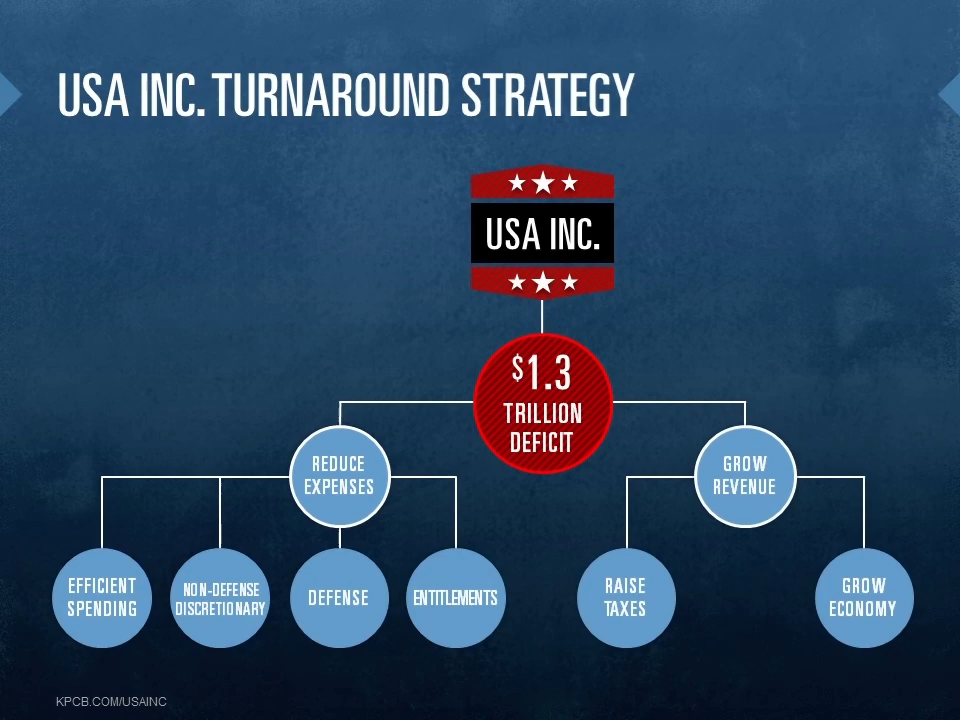 USA INC. TURNAROUND STRATEGY
USA INC.
$1.3
TRILLION
DEFICIT
REDUCE
EXPENSES
GROW
REVENUE
EFFICIENT
SPENDING
NON-DEFENSE
DISCRETIONARY
DEFENSE
ENTITLEMENTS
RAISE
TAXES
GROW
ECONOMY
KPCB.COM/USAINC